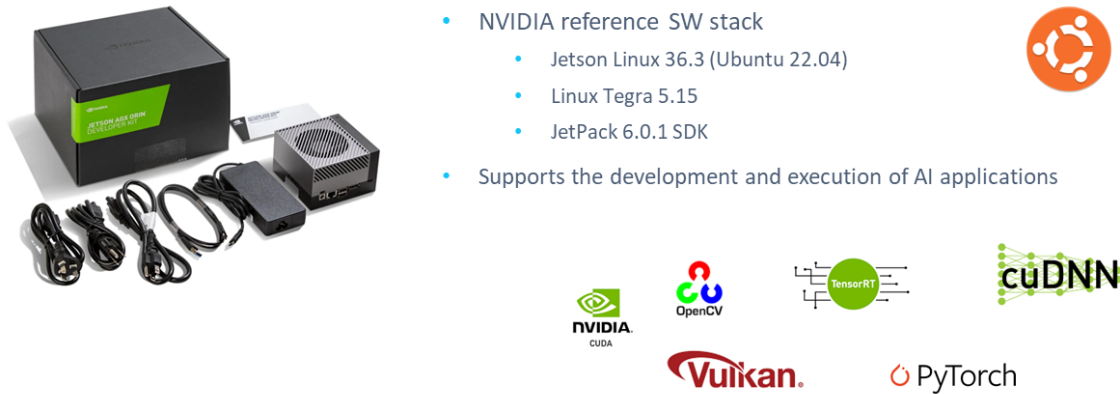 NVIDIA
JETSON AGX ORIN
DEVELOPER KIT
NVIDIA reference SW stack
Jetson Linux 36.3 (Ubuntu 22.04)
Linux Tegra 5.15
JetPack 6.0.1 SDK
Supports the development and execution of AI applications
NVIDIA.
CUDA
OpenCV
TensorRT
cuDNN
Vulkan.
PyTorch